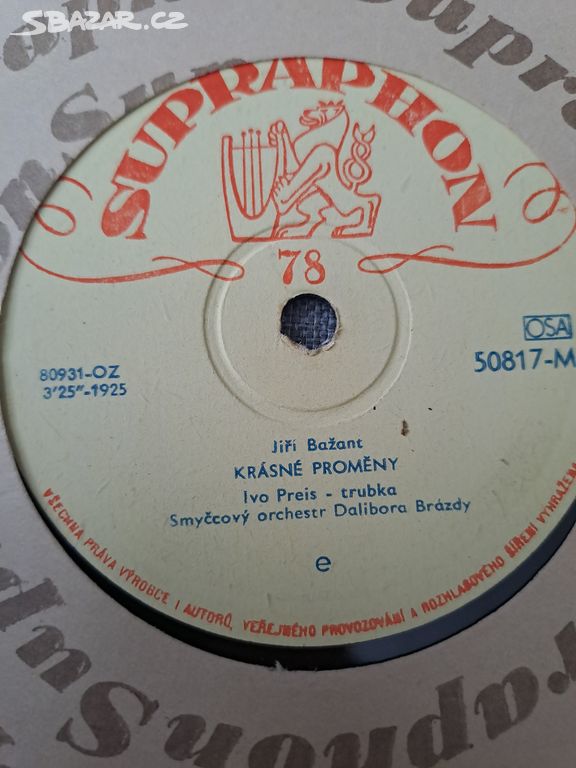 SBAZAR.CZ
SUPRAPHON
78
OSA
80931-OZ
3'25"-1925
50817-M
Jiří Bažant
KRÁSNÉ PROMĚNY
Ivo Preis - trubka
Smyčcový orchestr Dalibora Brázdy
e
VŠECHNA PRÁVA VÝROBCE I AUTORŮ, VEŘEJNÉHO PROVOZOVÁNÍ A ROZHLASOVÉHO ŠÍŘENÍ VYHRAŽENA